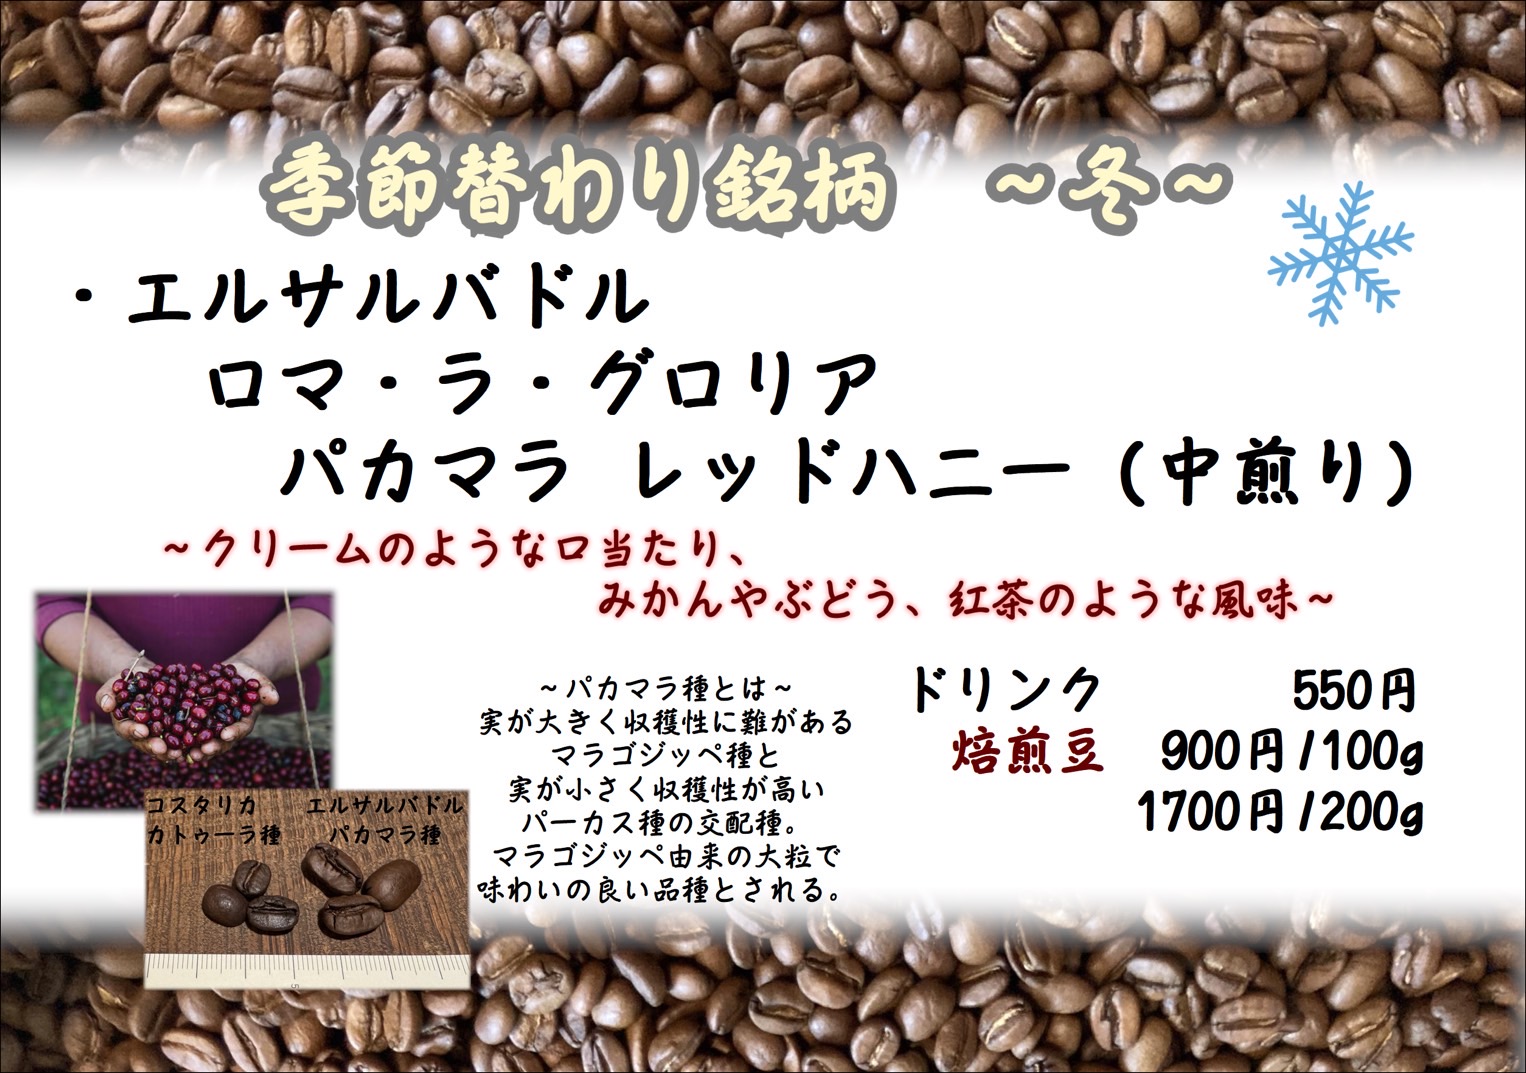 季節替わり銘柄　～冬～
・エルサルバドル
ロマ・ラ・グロリア
パカマラ レッドハニー（中煎り）
～クリームのような口当たり、
みかんやぶどう、紅茶のような風味～
～パカマラ種とは～
実が大きく収穫性に難がある
マラゴジッペ種と
実が小さく収穫性が高い
パーカス種の交配種。
マラゴジッペ由来の大粒で
味わいの良い品種とされる。
ドリンク 550円
焙煎豆 900円/100g
1700円/200g
コスタリカ
カトゥーラ種
エルサルバドル
パカマラ種
5